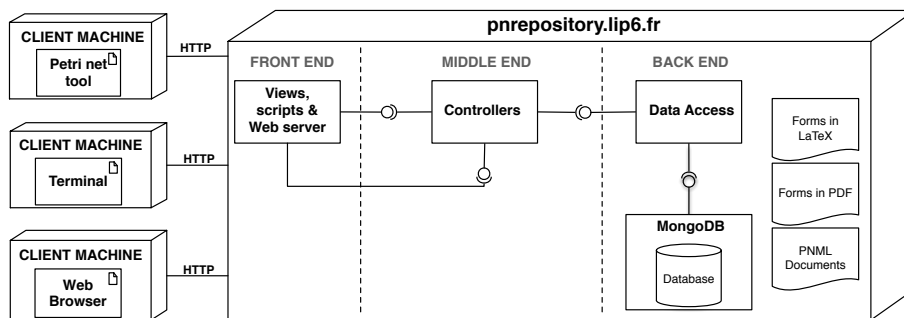 pnrepository.lip6.fr
CLIENT MACHINE
Petri net
tool
HTTP
CLIENT MACHINE
Terminal
HTTP
CLIENT MACHINE
Web
Browser
HTTP
FRONT END
Views,
scripts &
Web server
MIDDLE END
Controllers
BACK END
Data Access
MongoDB
Database
Forms in
LaTeX
Forms in PDF
PNML
Documents